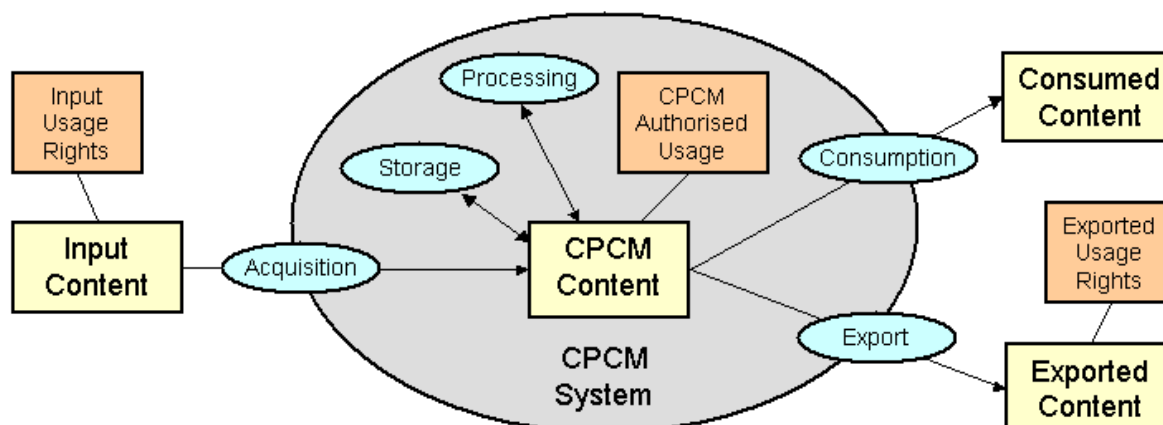 Input
Usage
Rights
Input
Content
Acquisition
Storage
Processing
CPCM
Authorised
Usage
CPCM
Content
CPCM
System
Consumption
Consumed
Content
Export
Exported
Usage
Rights
Exported
Content